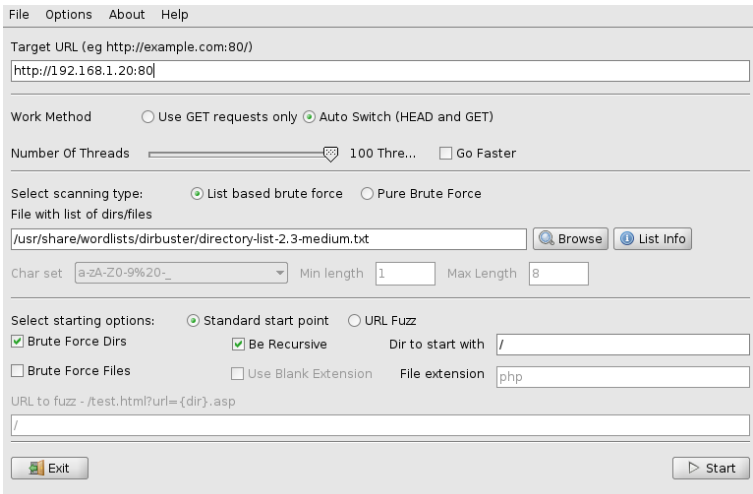 File Options About Help
Target URL (eg http://example.com:80/)
http://192.168.1.20:80
Work Method Use GET requests only Auto Switch (HEAD and GET)
Number Of Threads 100 Thre... Go Faster
Select scanning type: List based brute force Pure Brute Force
File with list of dirs/files
/usr/share/wordlists/dirbuster/directory-list-2.3-medium.txt Browse List Info
Char set a-zA-Z0-9%20-_ Min length 1 Max Length 8
Select starting options: Standard start point URL Fuzz
Brute Force Dirs Be Recursive Dir to start with /
Brute Force Files Use Blank Extension File extension php
URL to fuzz - /test.html?url={dir}.asp
/
Exit Start